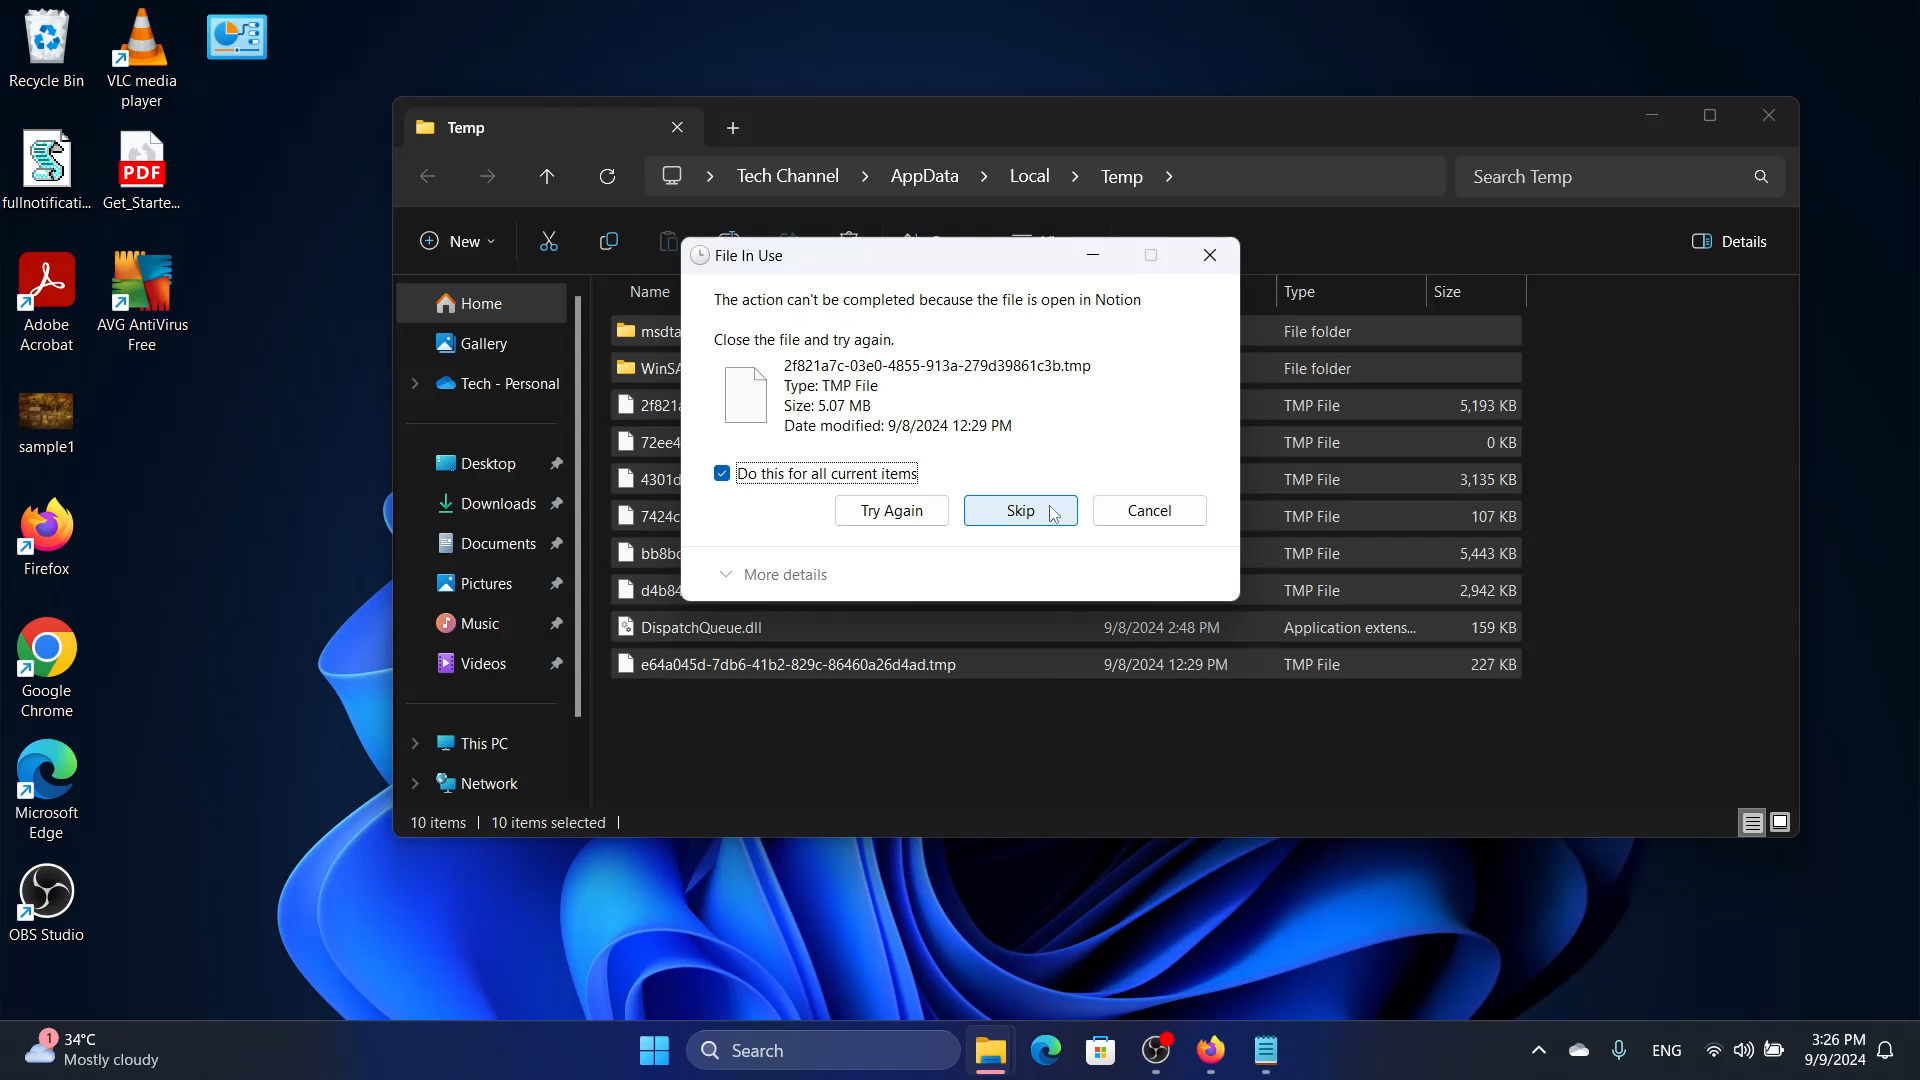 Recycle Bin
VLC media
player
fullnotificati...
PDF
Get_Starte...
Adobe
Acrobat
AVG AntiVirus
Free
sample1
Firefox
Google
Chrome
Microsoft
Edge
OBS Studio
Temp
Tech Channel
AppData
Local
Temp
Search Temp
New
Details
Home
Gallery
Tech - Personal
Desktop
Downloads
Documents
Pictures
Music
Videos
This PC
Network
Name
Type
Size
msdta
File folder
WinSA
File folder
2f821
TMP File
5,193 KB
72ee4
TMP File
0 KB
4301d
TMP File
3,135 KB
7424c
TMP File
107 KB
TMP File
5,443 KB
d4b84
TMP File
2,942 KB
DispatchQueue.dll
9/8/2024 2:48 PM
Application extens...
159 KB
e64a045d-7db6-41b2-829c-86460a26d4ad.tmp
9/8/2024 12:29 PM
TMP File
227 KB
File In Use
The action can't be completed because the file is open in Notion
Close the file and try again.
2f821a7c-03e0-4855-913a-279d39861c3b.tmp
Type: TMP File
Size: 5.07 MB
Date modified: 9/8/2024 12:29 PM
Do this for all current items
Try Again
Skip
Cancel
More details
10 items
10 items selected
1
34°C
Mostly cloudy
Search
ENG
3:26 PM
9/9/2024